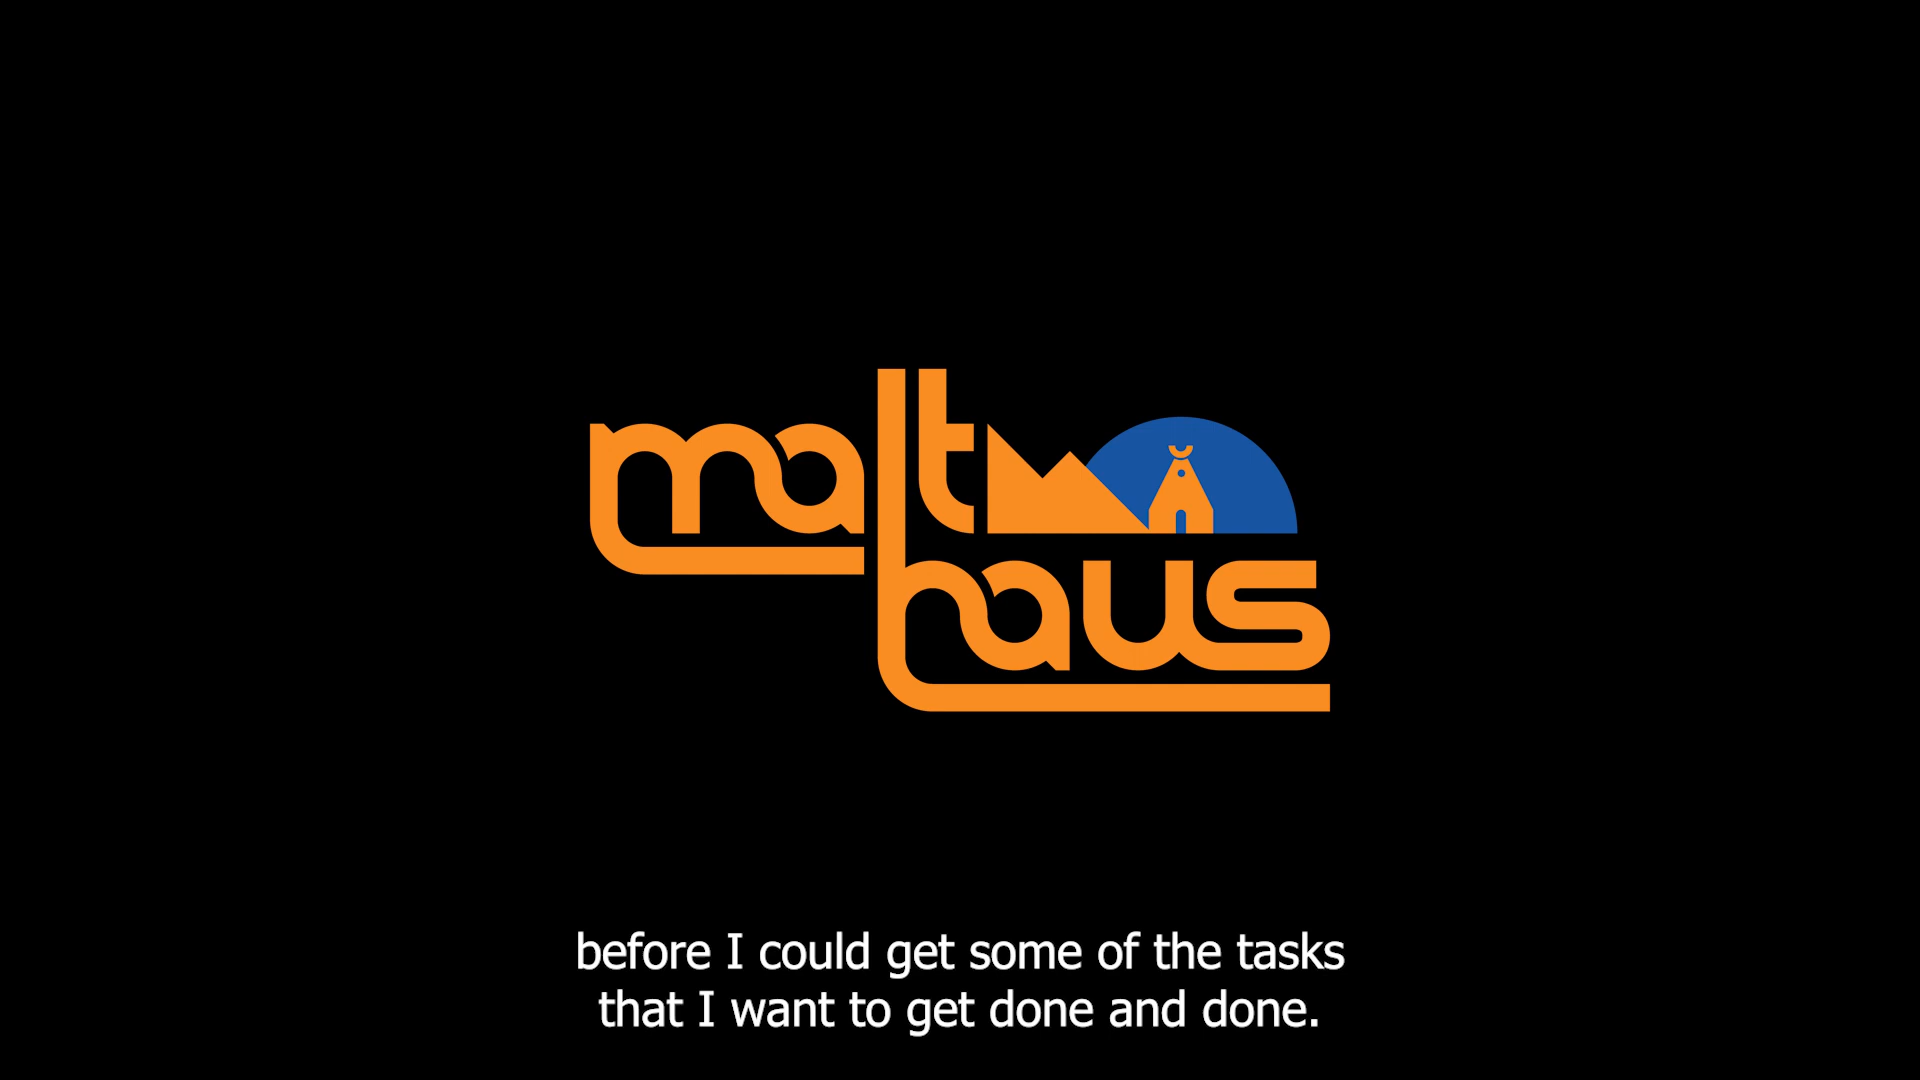 malt
haus
before I could get some of the tasks
that I want to get done and done.